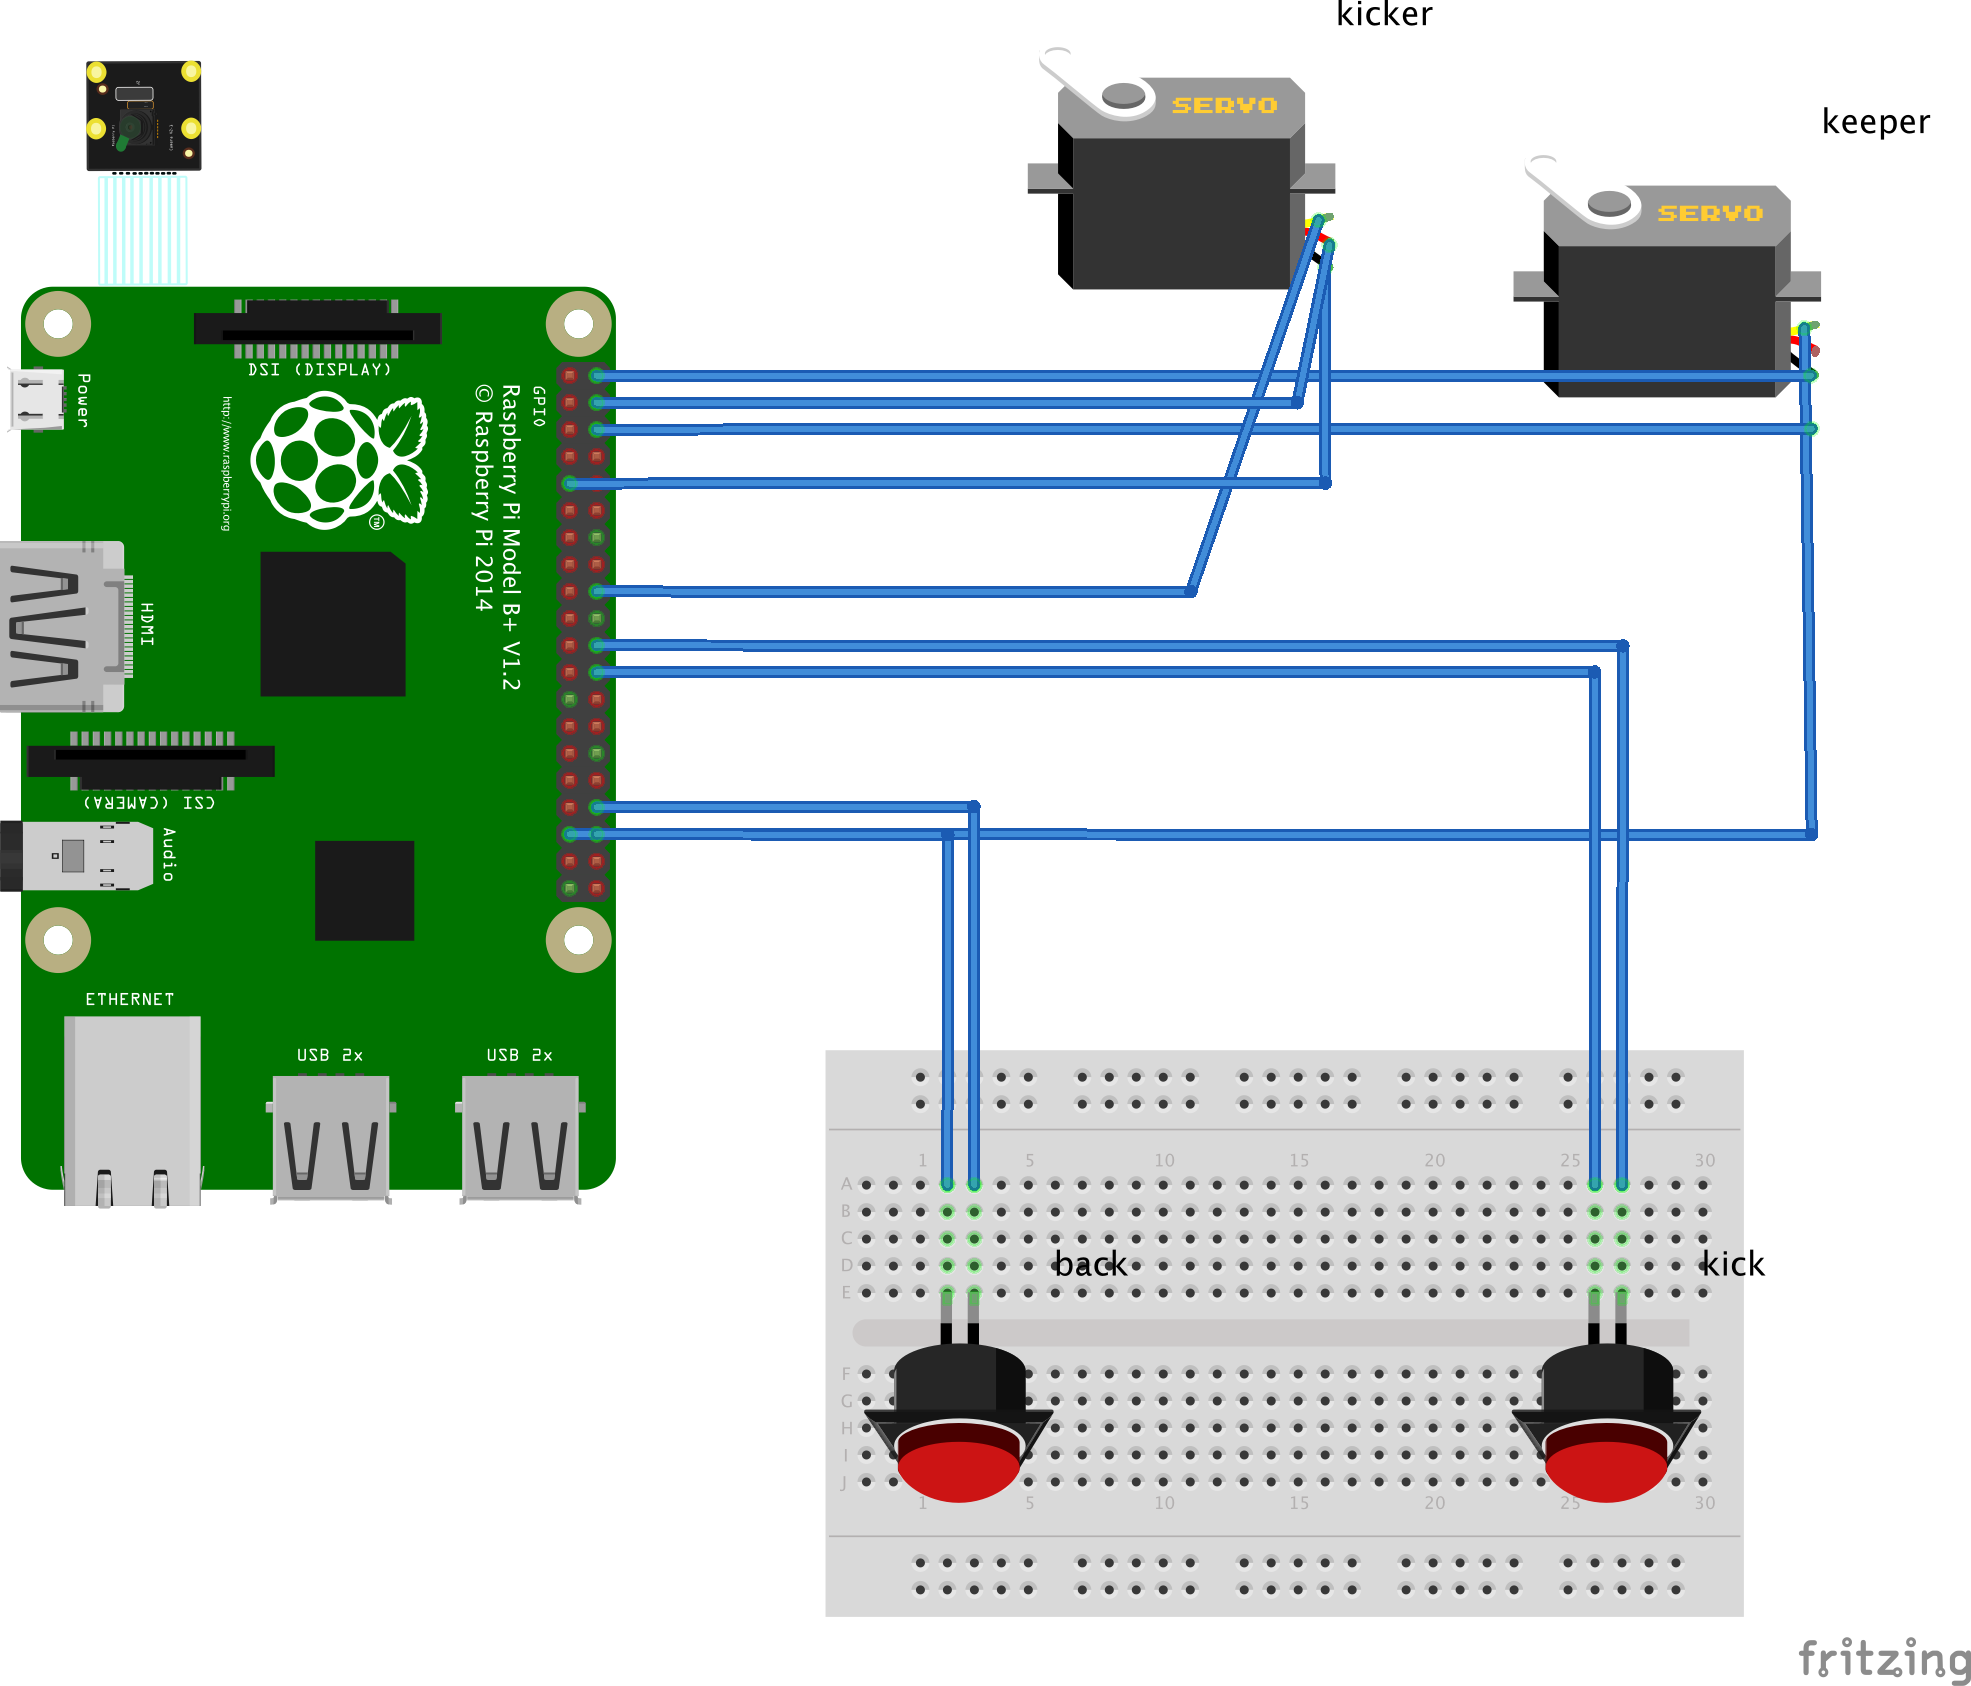 kicker
SERVO
keeper
SERVO
DSI (DISPLAY)
Power
GPIO
http://www.raspberrypi.org
Raspberry Pi Model B+ V1.2
© Raspberry Pi 2014
TM
HDMI
CSI (CAMERA)
Audio
ETHERNET
USB 2x
USB 2x
1 5 10 15 20 25 30
A
B
C
D
back
kick
E
F
G
H
I
J
1 5 10 15 20 25 30
fritzing